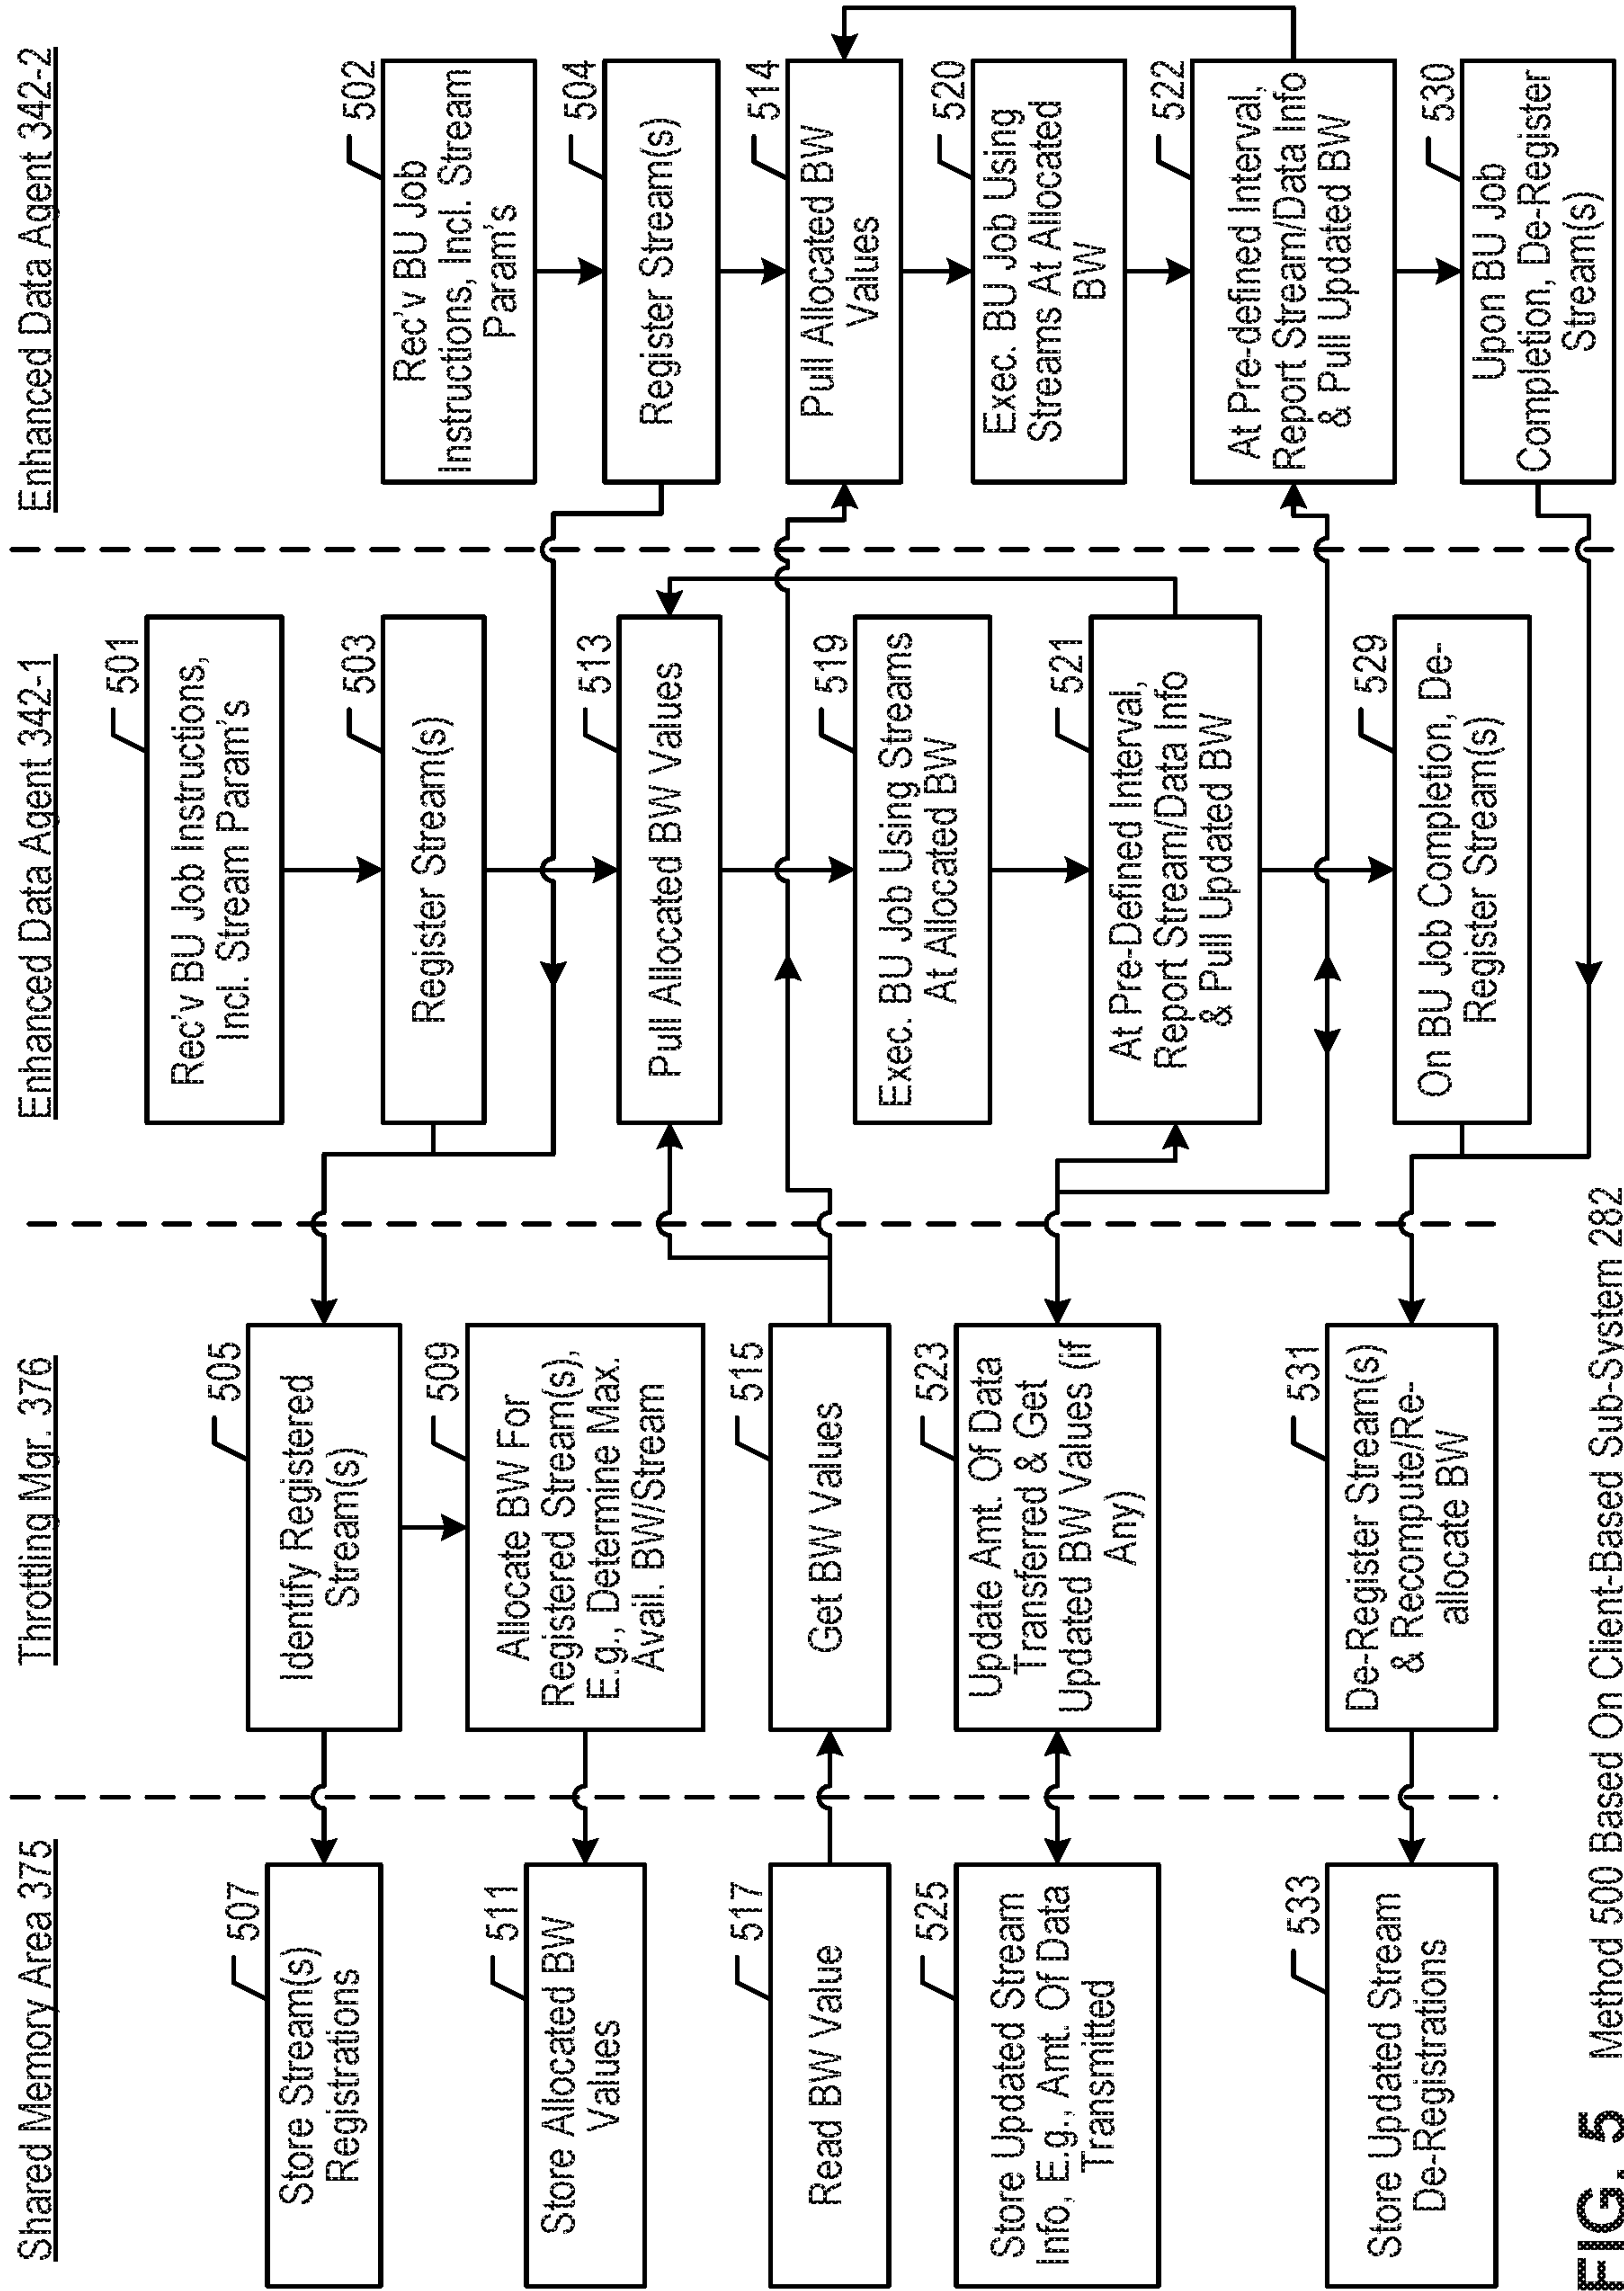 Shared Memory Area 375
Throttling Mgr. 376
Enhanced Data Agent 342-1
Enhanced Data Agent 342-2
501
Rec'v BU Job Instructions,
Incl. Stream Param's
502
Rec'v BU Job
Instructions, Incl. Stream
Param's
503
Register Stream(s)
504
Register Stream(s)
505
Identify Registered
Stream(s)
507
Store Stream(s)
Registrations
509
Allocate BW For
Registered Stream(s),
E.g., Determine Max.
Avail. BW/Stream
511
Store Allocated BW
Values
513
Pull Allocated BW Values
514
Pull Allocated BW
Values
515
Get BW Values
517
Read BW Value
519
Exec. BU Job Using Streams
At Allocated BW
520
Exec. BU Job Using
Streams At Allocated
BW
521
At Pre-Defined Interval,
Report Stream/Data Info
& Pull Updated BW
522
At Pre-defined Interval,
Report Stream/Data Info
& Pull Updated BW
523
Update Amt. Of Data
Transferred & Get
Updated BW Values (if
Any)
525
Store Updated Stream
Info, E.g., Amt. Of Data
Transmitted
529
On BU Job Completion, De-
Register Stream(s)
530
Upon BU Job
Completion, De-Register
Stream(s)
531
De-Register Stream(s)
& Recompute/Re-
allocate BW
533
Store Updated Stream
De-Registrations
FIG. 5 Method 500 Based On Client-Based Sub-System 282